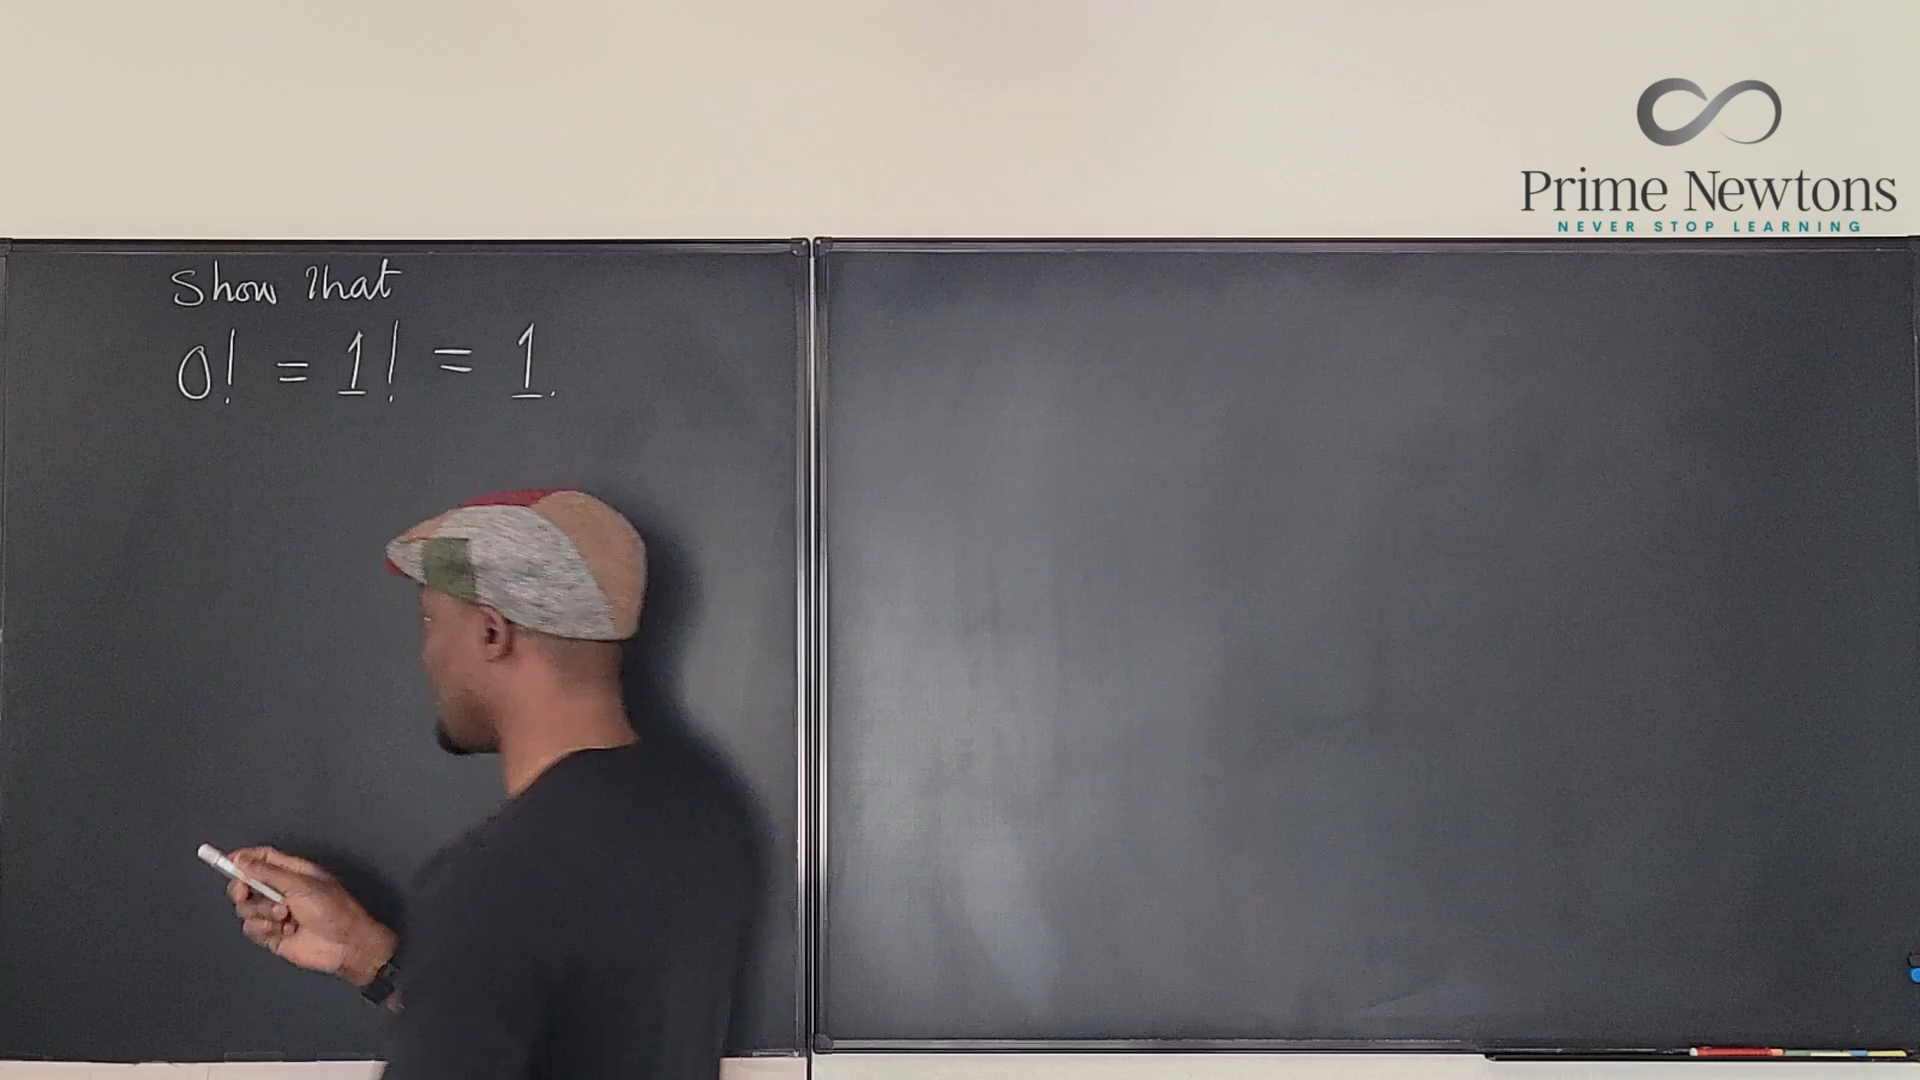 Prime Newtons
NEVER STOP LEARNING
Show that
0! = 1! = 1.